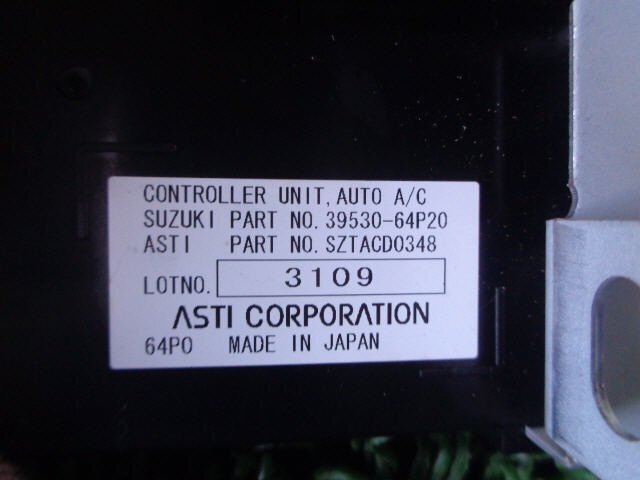 CONTROLLER UNIT, AUTO A/C
SUZUKI PART NO. 39530-64P20
ASTI PART NO. SZTACD0348
LOTNO. 3109
ASTI CORPORATION
64P0 MADE IN JAPAN